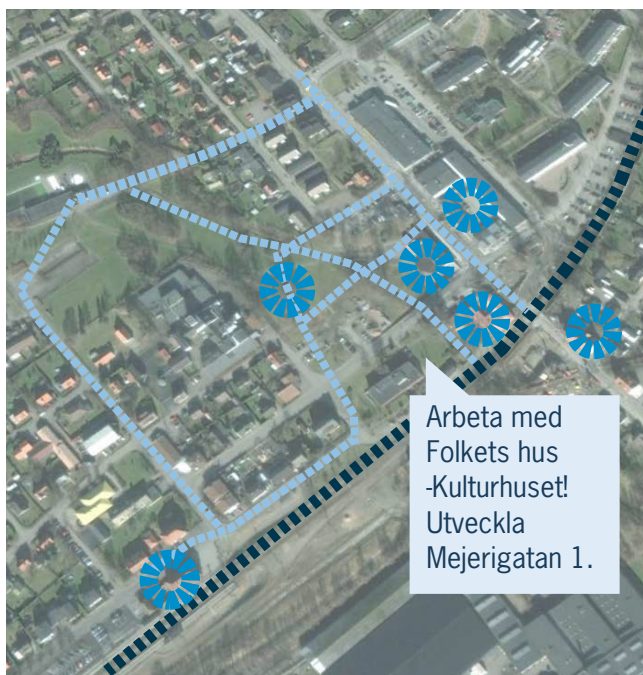 Arbeta med
Folkets hus
-Kulturhuset!
Utveckla
Mejerigatan 1.